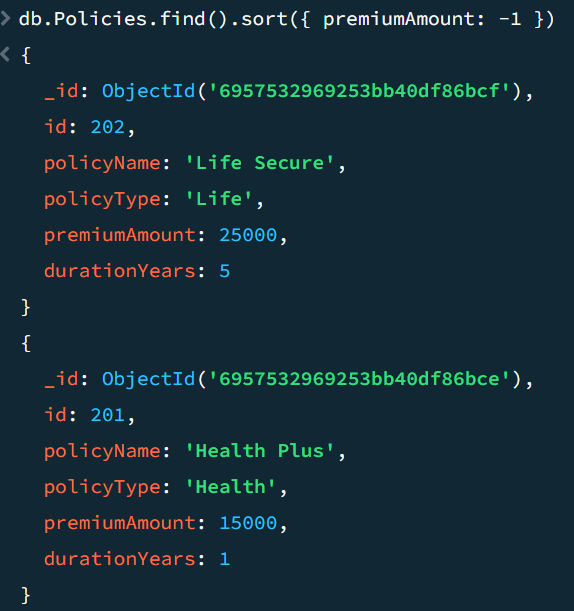 > db.Policies.find().sort({ premiumAmount: -1 })
< {
_id: ObjectId('6957532969253bb40df86bcf'),
id: 202,
policyName: 'Life Secure',
policyType: 'Life',
premiumAmount: 25000,
durationYears: 5
}
{
_id: ObjectId('6957532969253bb40df86bce'),
id: 201,
policyName: 'Health Plus',
policyType: 'Health',
premiumAmount: 15000,
durationYears: 1
}